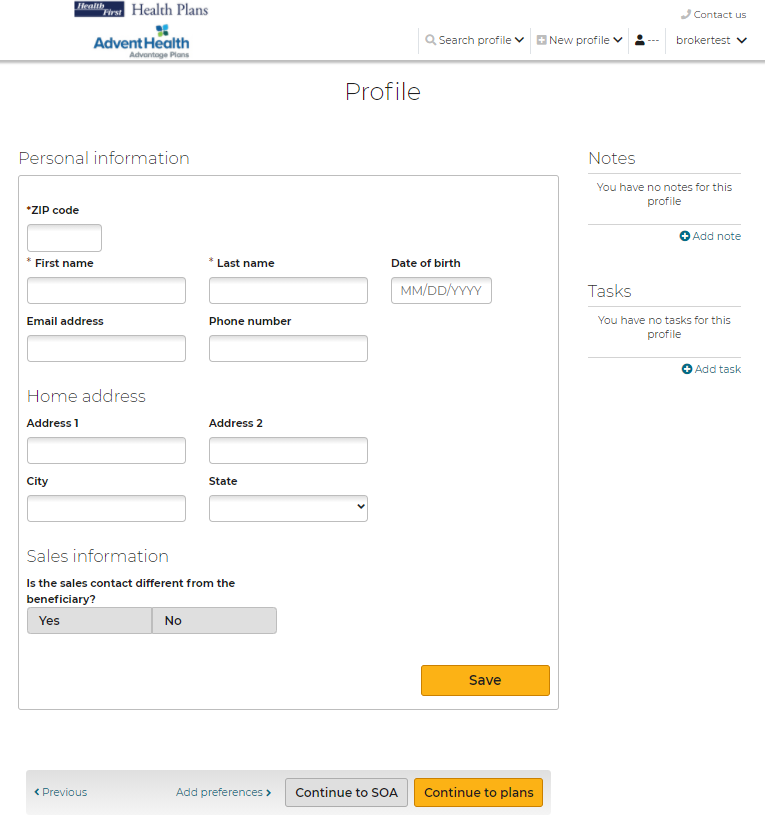 Health First Health Plans
AdventHealth
Advantage Plans
Contact us
Search profile
New profile
---
brokertest
Profile
Personal information
*ZIP code
* First name
* Last name
Date of birth
MM/DD/YYYY
Email address
Phone number
Home address
Address 1
Address 2
City
State
Sales information
Is the sales contact different from the
beneficiary?
Yes
No
Save
Notes
You have no notes for this
profile
Add note
Tasks
You have no tasks for this
profile
Add task
Previous
Add preferences
Continue to SOA
Continue to plans